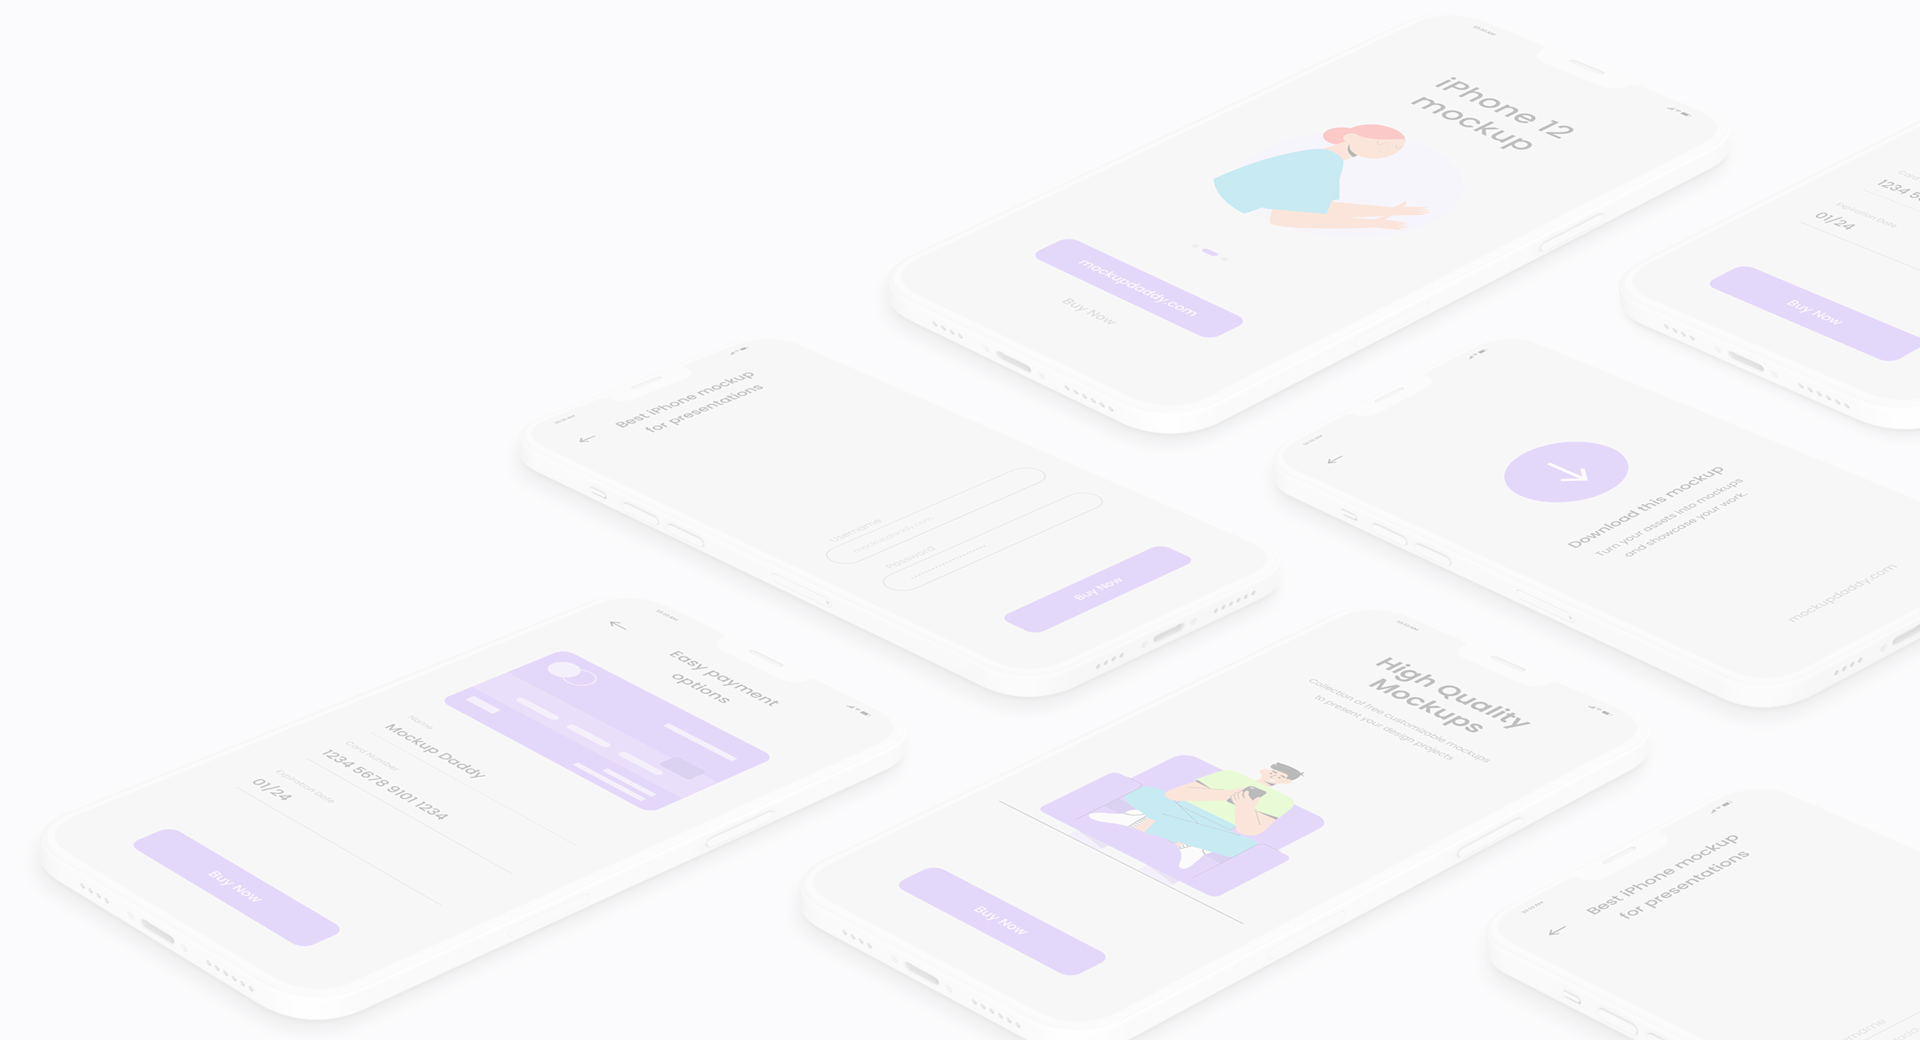 iPhone 12
mockup
mockupdaddy.com
Buy Now
1234 5
Expiration Date
01/24
Buy Now
Best iPhone mockup
for presentations
Username
mockupdaddy.com
Password
Buy Now
Download this mockup
Turn your assets into mockups
and showcase your work.
mockupdaddy.com
Easy payment
options
Name
Mockup Daddy
Card Number
1234 5678 9101 1234
Expiration Date
01/24
Buy Now
High Quality
Mockups
Collection of free customizable mockups
to present your design projects
Buy Now
Best iPhone mockup
for presentations